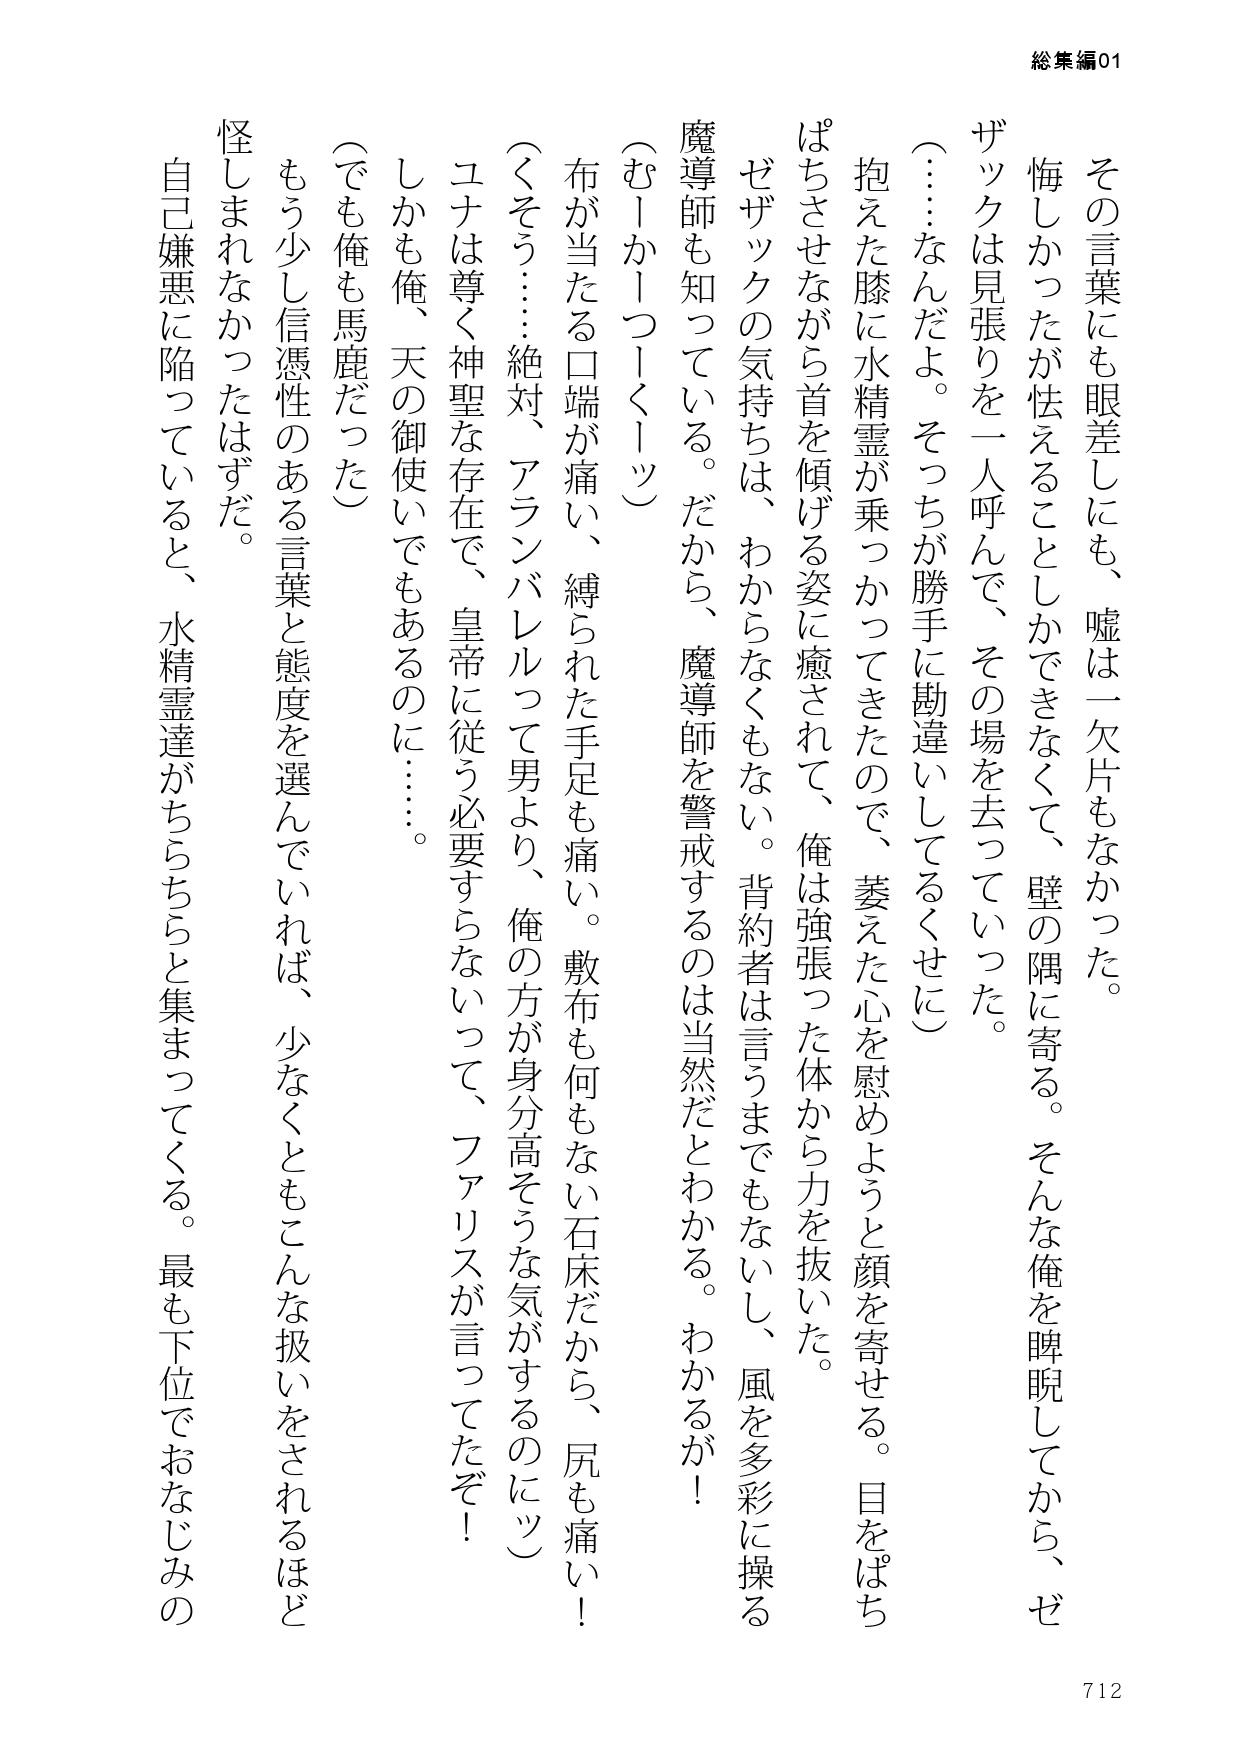 総集編01
その言葉にも眼差しにも、嘘は一欠片もなかった。
悔しかったが怯えることしかできなくて、壁の隅に寄る。そんな俺を睥睨してから、ゼ
ザックは見張りを一人呼んで、その場を去っていった。
（……なんだよ。そっちが勝手に勘違いしてるくせに）
抱えた膝に水精霊が乗っかってきたので、萎えた心を慰めようと顔を寄せる。目をぱち
ぱちさせながら首を傾げる姿に癒されて、俺は強張った体から力を抜いた。
ゼザックの気持ちは、わからなくもない。背約者は言うまでもないし、風を多彩に操る
魔導師も知っている。だから、魔導師を警戒するのは当然だとわかる。わかるが！
（むーかーつーくーッ）
布が当たる口端が痛い、縛られた手足も痛い。敷布も何もない石床だから、尻も痛い！
（くそう……絶対、アランバレルって男より、俺の方が身分高そうな気がするのにッ）
ユナは尊く神聖な存在で、皇帝に従う必要すらないって、ファリスが言ってたぞ！
しかも俺、天の御使いでもあるのに……。
（でも俺も馬鹿だった）
もう少し信憑性のある言葉と態度を選んでいれば、少なくともこんな扱いをされるほど
怪しまれなかったはずだ。
自己嫌悪に陥っていると、水精霊達がちらちらと集まってくる。最も下位でおなじみの
712